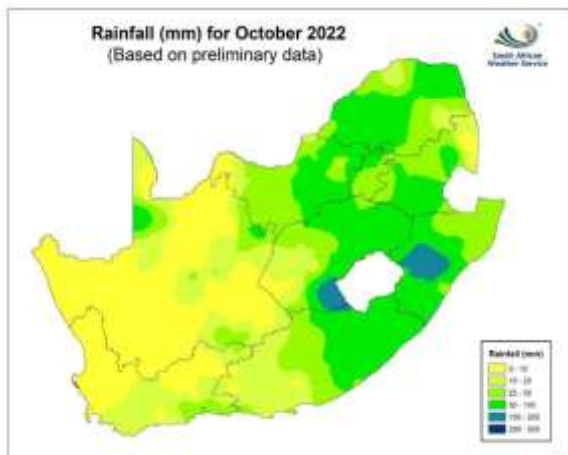 Rainfall (mm) for October 2022
(Based on preliminary data)
South African
Weather Service
Rainfall (mm)
0 - 10
10 - 25
25 - 50
50 - 100
100 - 200
200 - 500